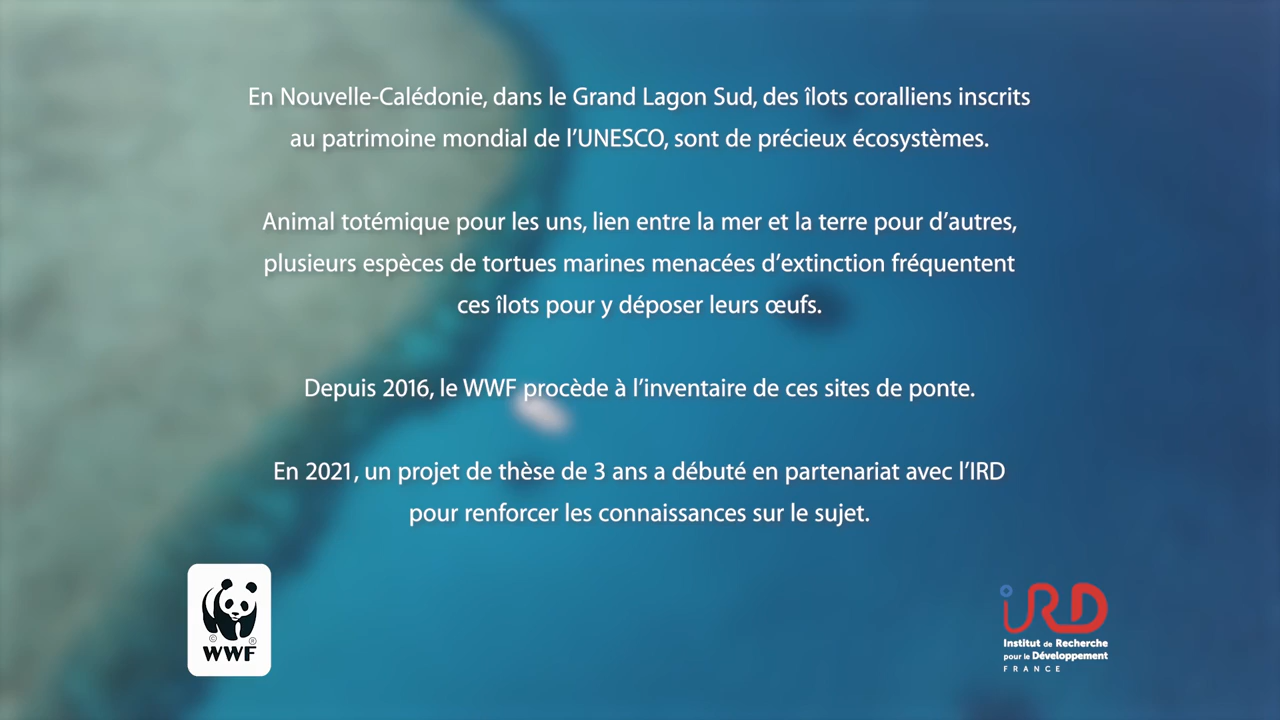 En Nouvelle-Calédonie, dans le Grand Lagon Sud, des îlots coralliens inscrits
au patrimoine mondial de l’UNESCO, sont de précieux écosystèmes.
Animal totémique pour les uns, lien entre la mer et la terre pour d’autres,
plusieurs espèces de tortues marines menacées d’extinction fréquentent
ces îlots pour y déposer leurs œufs.
Depuis 2016, le WWF procède à l’inventaire de ces sites de ponte.
En 2021, un projet de thèse de 3 ans a débuté en partenariat avec l’IRD
pour renforcer les connaissances sur le sujet.
© ®
WWF
iRD
Institut de Recherche
pour le Développement
FRANCE